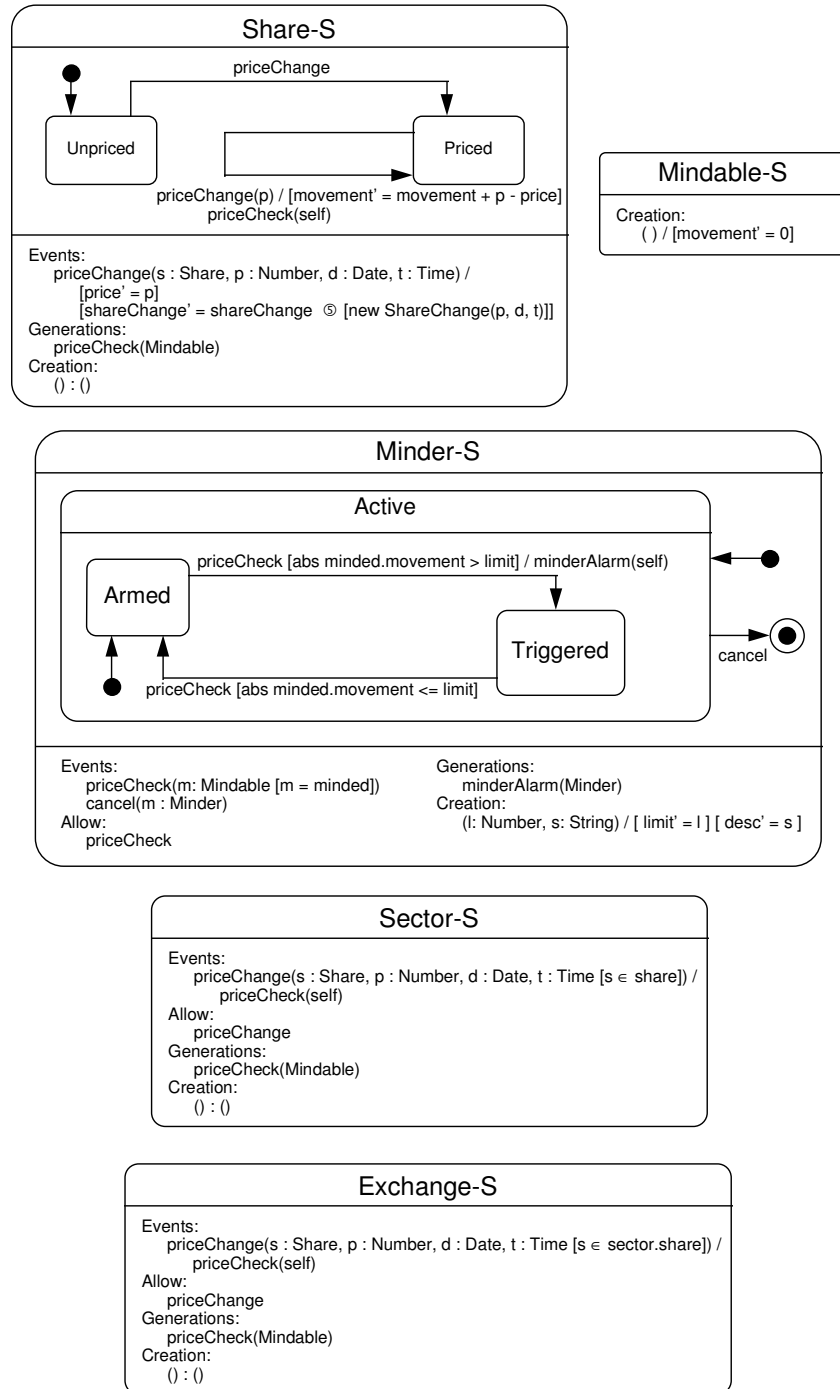 Share-S
priceChange
Unpriced
Priced
priceChange(p) / [movement’ = movement + p - price]
priceCheck(self)
Events:
priceChange(s : Share, p : Number, d : Date, t : Time) /
[price’ = p]
[shareChange’ = shareChange Ⓢ [new ShareChange(p, d, t)]]
Generations:
priceCheck(Mindable)
Creation:
() : ()
Mindable-S
Creation:
( ) / [movement’ = 0]
Minder-S
Active
priceCheck [abs minded.movement > limit] / minderAlarm(self)
Armed
Triggered
cancel
priceCheck [abs minded.movement <= limit]
Events:
priceCheck(m: Mindable [m = minded])
cancel(m : Minder)
Allow:
priceCheck
Generations:
minderAlarm(Minder)
Creation:
(l: Number, s: String) / [ limit’ = l ] [ desc’ = s ]
Sector-S
Events:
priceChange(s : Share, p : Number, d : Date, t : Time [s ∈ share]) /
priceCheck(self)
Allow:
priceChange
Generations:
priceCheck(Mindable)
Creation:
() : ()
Exchange-S
Events:
priceChange(s : Share, p : Number, d : Date, t : Time [s ∈ sector.share]) /
priceCheck(self)
Allow:
priceChange
Generations:
priceCheck(Mindable)
Creation:
() : ()